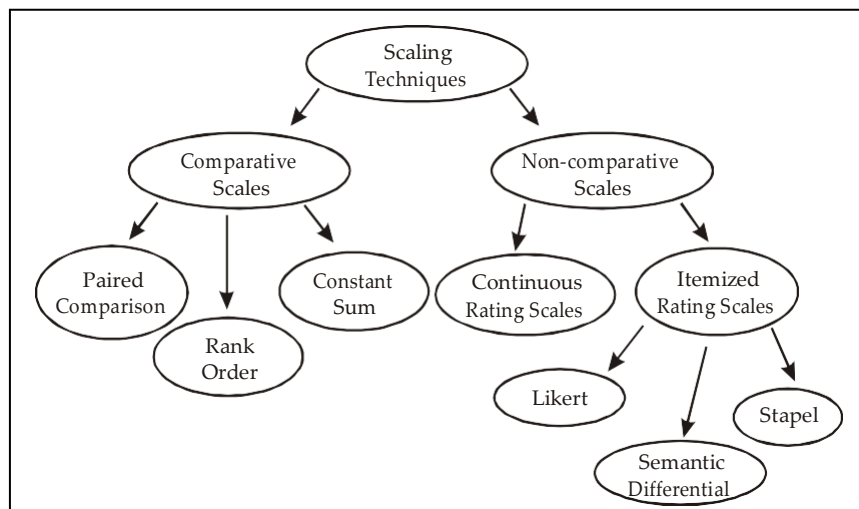 Scaling
Techniques
Comparative
Scales
Non-comparative
Scales
Paired
Comparison
Rank
Order
Constant
Sum
Continuous
Rating Scales
Itemized
Rating Scales
Likert
Semantic
Differential
Stapel